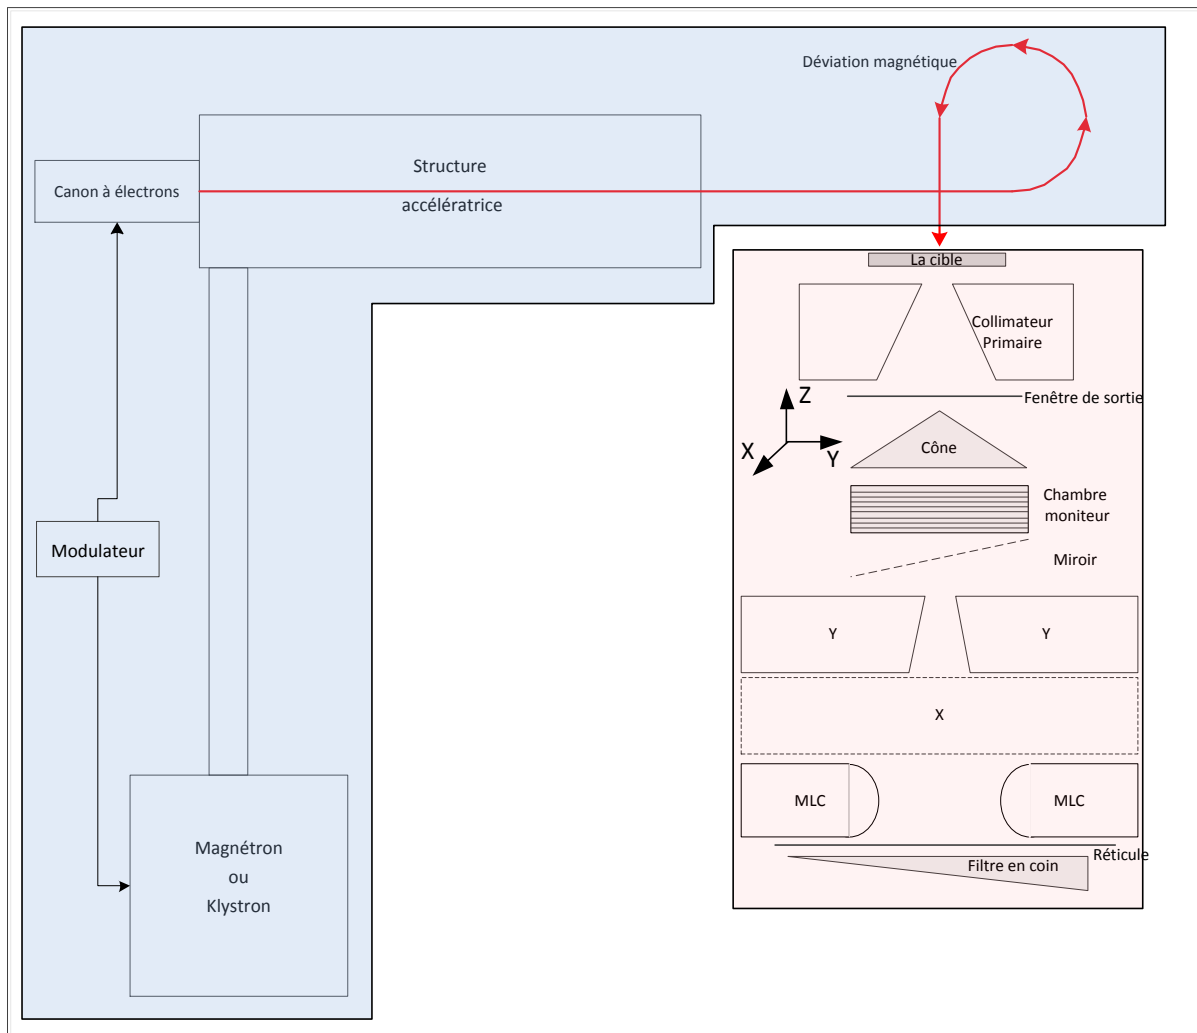 Déviation magnétique
Structure
accélératrice
Canon à électrons
La cible
Collimateur
Primaire
Fenêtre de sortie
Z
X
Y
Cône
Chambre
moniteur
Modulateur
Miroir
Y
Y
X
MLC
MLC
Réticule
Filtre en coin
Magnétron
ou
Klystron